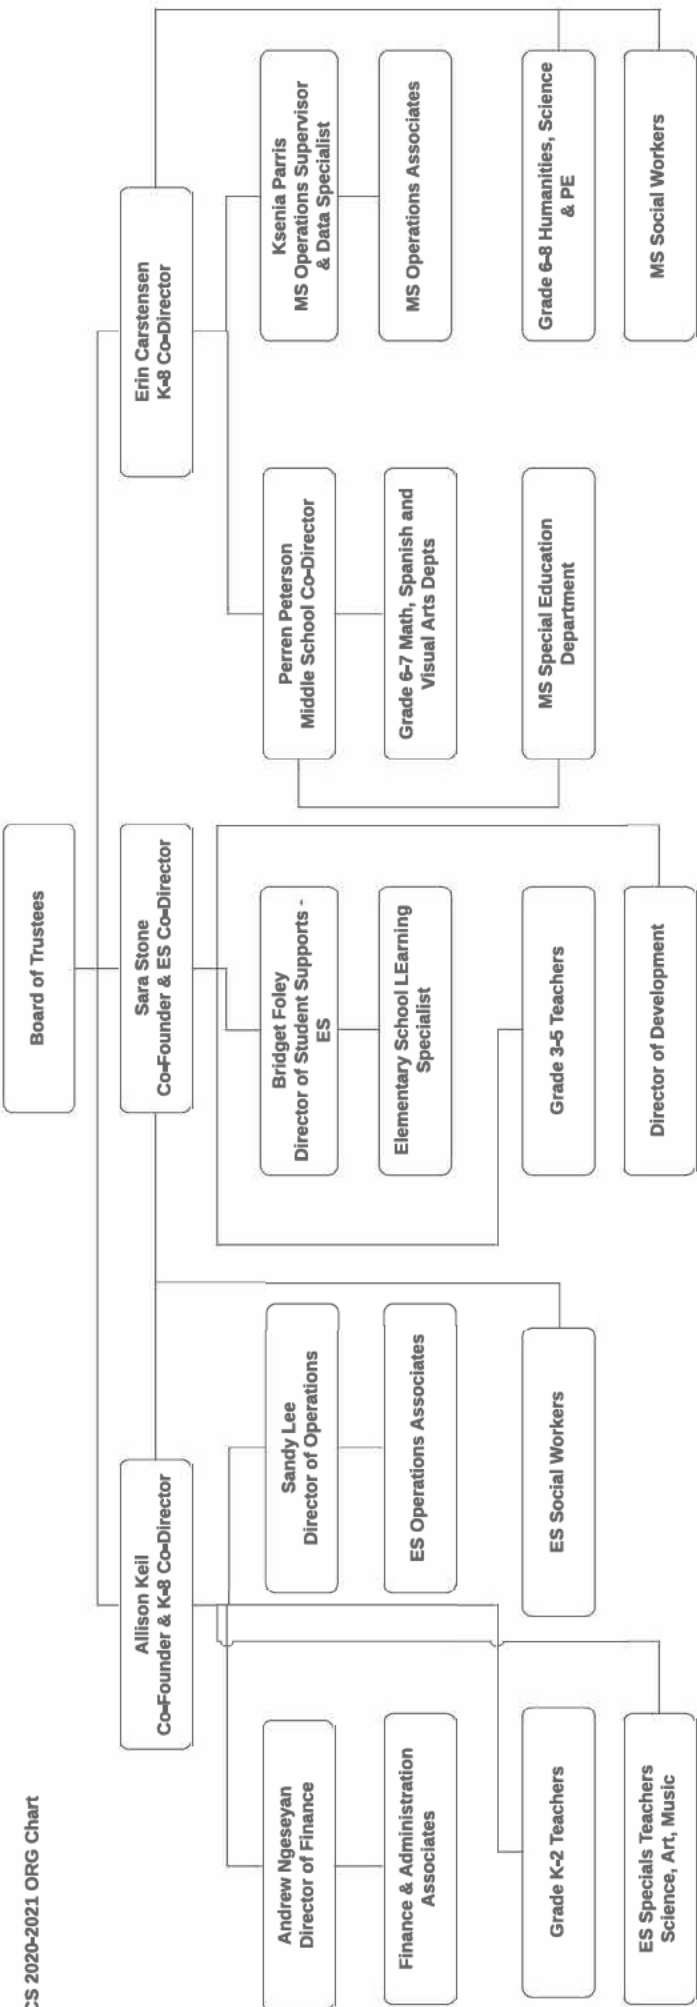 CS 2020-2021 ORG Chart
Board of Trustees
Allison Keil
Co-Founder & K-8 Co-Director
Sara Stone
Co-Founder & ES Co-Director
Erin Carstensen
K-8 Co-Director
Andrew Ngeseyan
Director of Finance
Sandy Lee
Director of Operations
Bridget Foley
Director of Student Supports -
ES
Perren Peterson
Middle School Co-Director
Ksenia Parris
MS Operations Supervisor
& Data Specialist
Finance & Administration
Associates
ES Operations Associates
Elementary School LEarning
Specialist
Grade 6-7 Math, Spanish and
Visual Arts Depts
MS Operations Associates
Grade K-2 Teachers
ES Social Workers
Grade 3-5 Teachers
MS Special Education
Department
Grade 6-8 Humanities, Science
& PE
ES Specials Teachers
Science, Art, Music
Director of Development
MS Social Workers